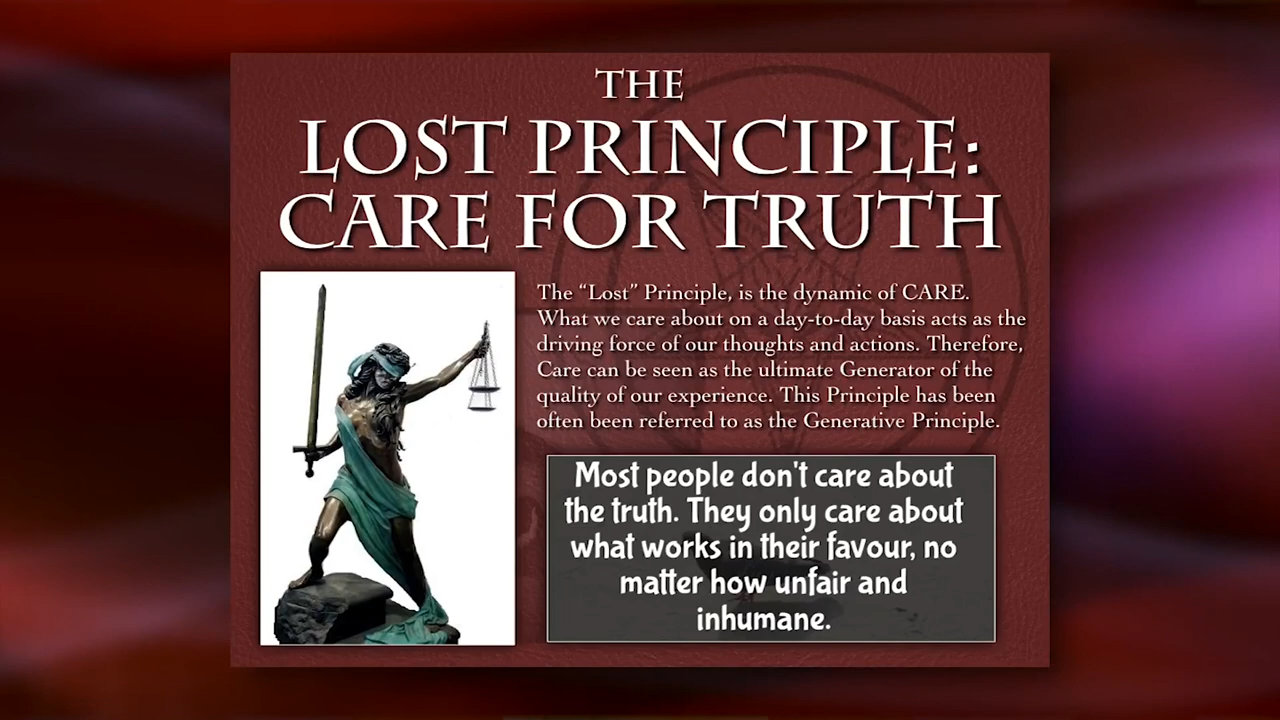 THE
LOST PRINCIPLE:
CARE FOR TRUTH
The “Lost” Principle, is the dynamic of CARE.
What we care about on a day-to-day basis acts as the
driving force of our thoughts and actions. Therefore,
Care can be seen as the ultimate Generator of the
quality of our experience. This Principle has been
often been referred to as the Generative Principle.
Most people don't care about
the truth. They only care about
what works in their favour, no
matter how unfair and
inhumane.